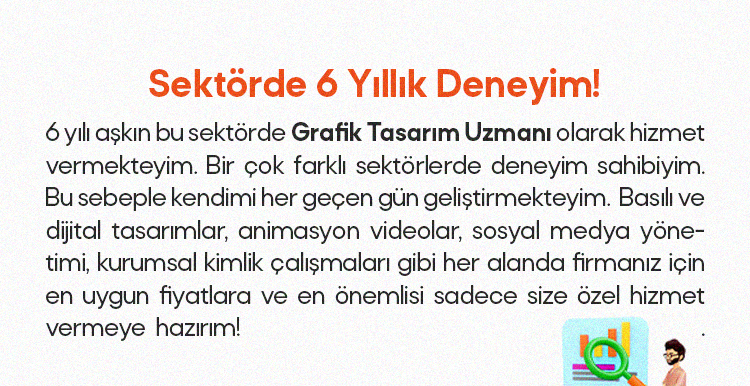 Sektörde 6 Yıllık Deneyim!
6 yılı aşkın bu sektörde Grafik Tasarım Uzmanı olarak hizmet
vermekteyim. Bir çok farklı sektörlerde deneyim sahibiyim.
Bu sebeple kendimi her geçen gün geliştirmekteyim. Basılı ve
dijital tasarımlar, animasyon videolar, sosyal medya yöne-
timi, kurumsal kimlik çalışmaları gibi her alanda firmanız için
en uygun fiyatlara ve en önemlisi sadece size özel hizmet
vermeye hazırım! .